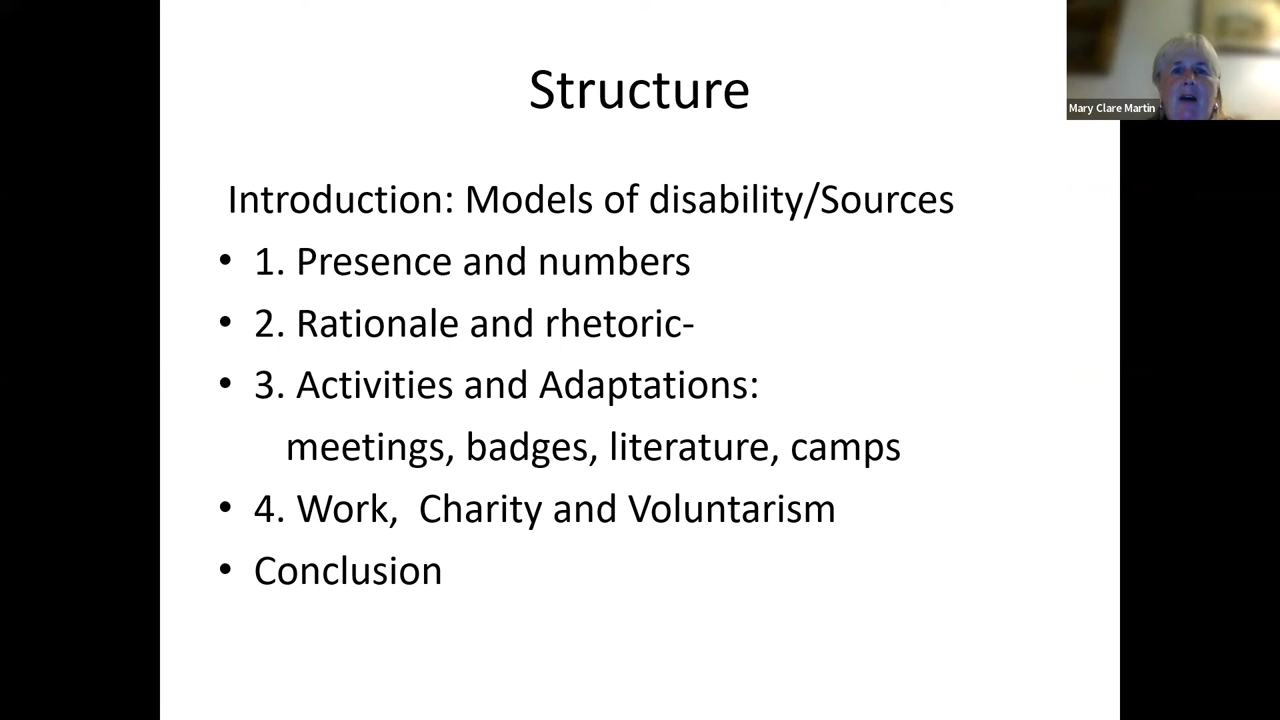 Structure
Mary Clare Martin
Introduction: Models of disability/Sources
• 1. Presence and numbers
• 2. Rationale and rhetoric-
• 3. Activities and Adaptations:
meetings, badges, literature, camps
• 4. Work,  Charity and Voluntarism
• Conclusion